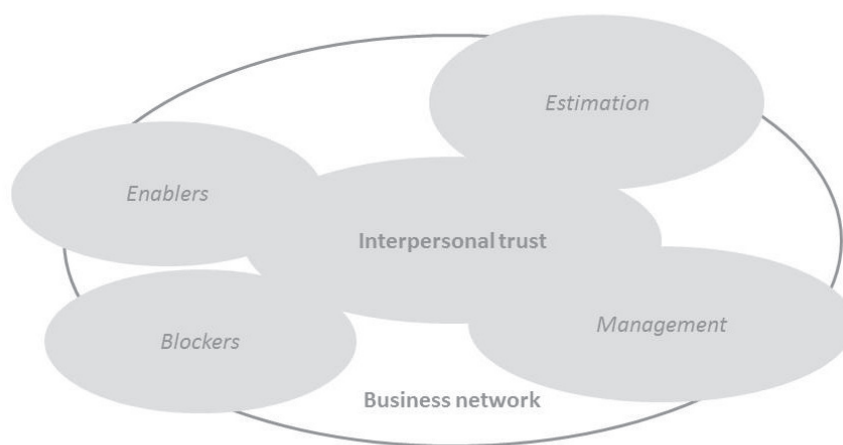 Estimation
Enablers
Interpersonal trust
Management
Blockers
Business network